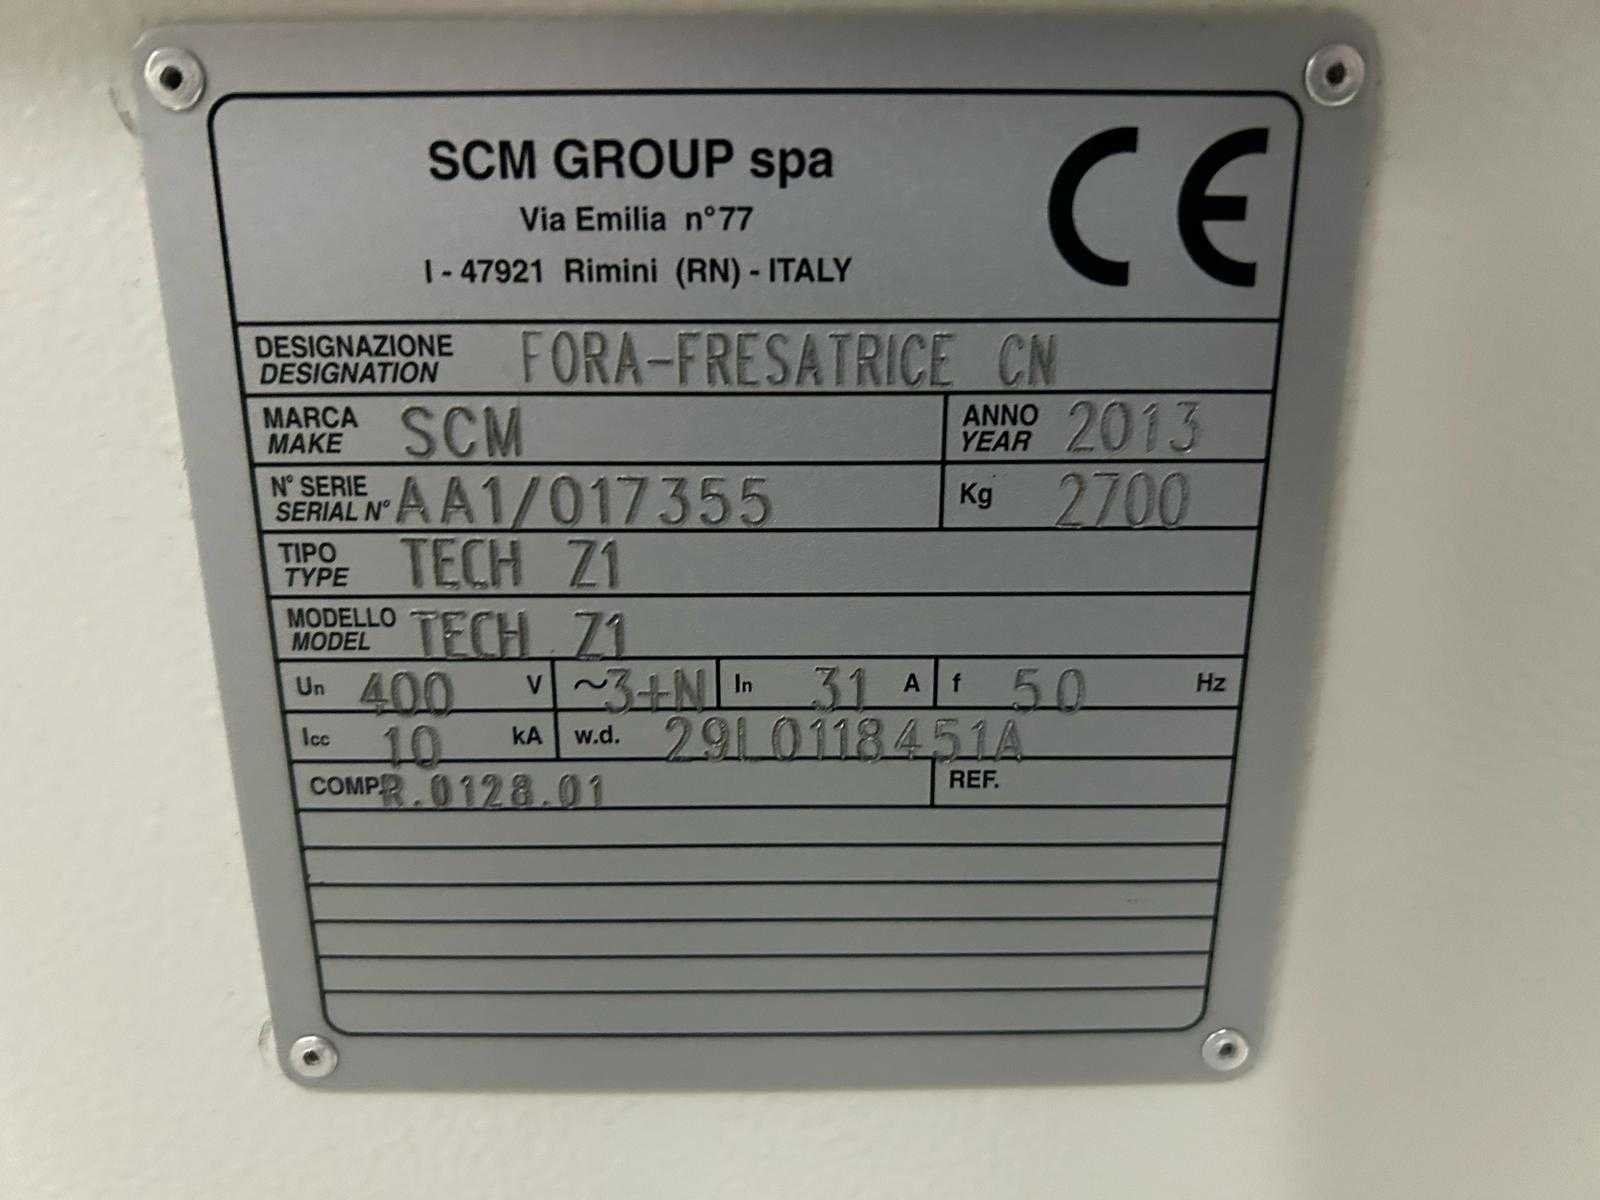 SCM GROUP spa
Via Emilia n°77
I - 47921 Rimini (RN) - ITALY
CE
DESIGNAZIONE
DESIGNATION
FORA-FRESATRICE CN
MARCA
MAKE
SCM
ANNO
YEAR
2013
N° SERIE
SERIAL N°
AA1/017355
Kg 2700
TIPO
TYPE
TECH Z1
MODELLO
MODEL
TECH Z1
Un 400 V ~3+N In 31 A f 50 Hz
Icc 10 kA w.d. 29L0118451A
COMP. R.0128.01 REF.